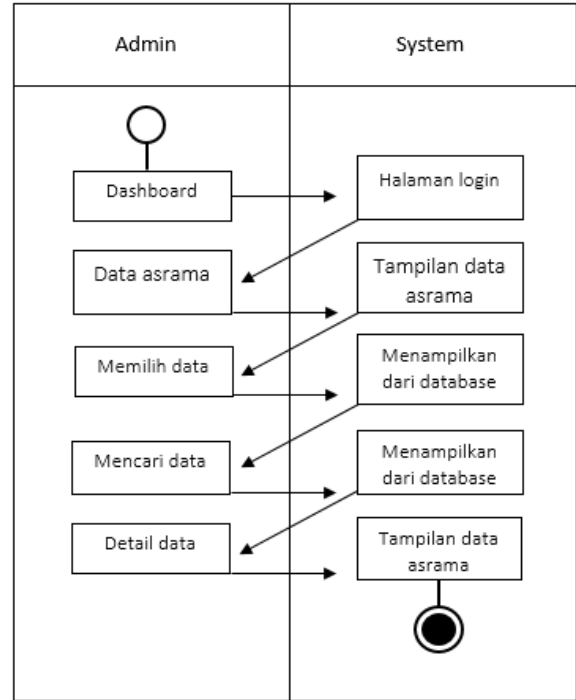 Admin
System
Dashboard
Halaman login
Data asrama
Tampilan data
asrama
Memilih data
Menampilkan
dari database
Mencari data
Menampilkan
dari database
Detail data
Tampilan data
asrama